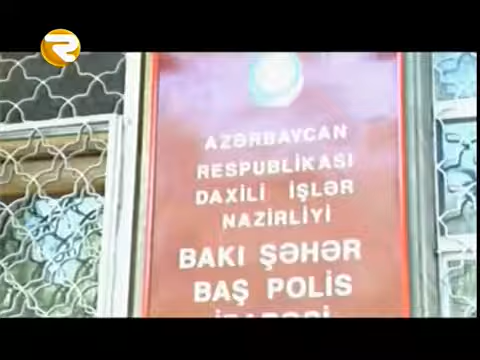 AZƏRBAYCAN
RESPUBLİKASI
DAXİLİ İŞLƏR
NAZİRLİYİ
BAKI ŞƏHƏR
BAŞ POLİS